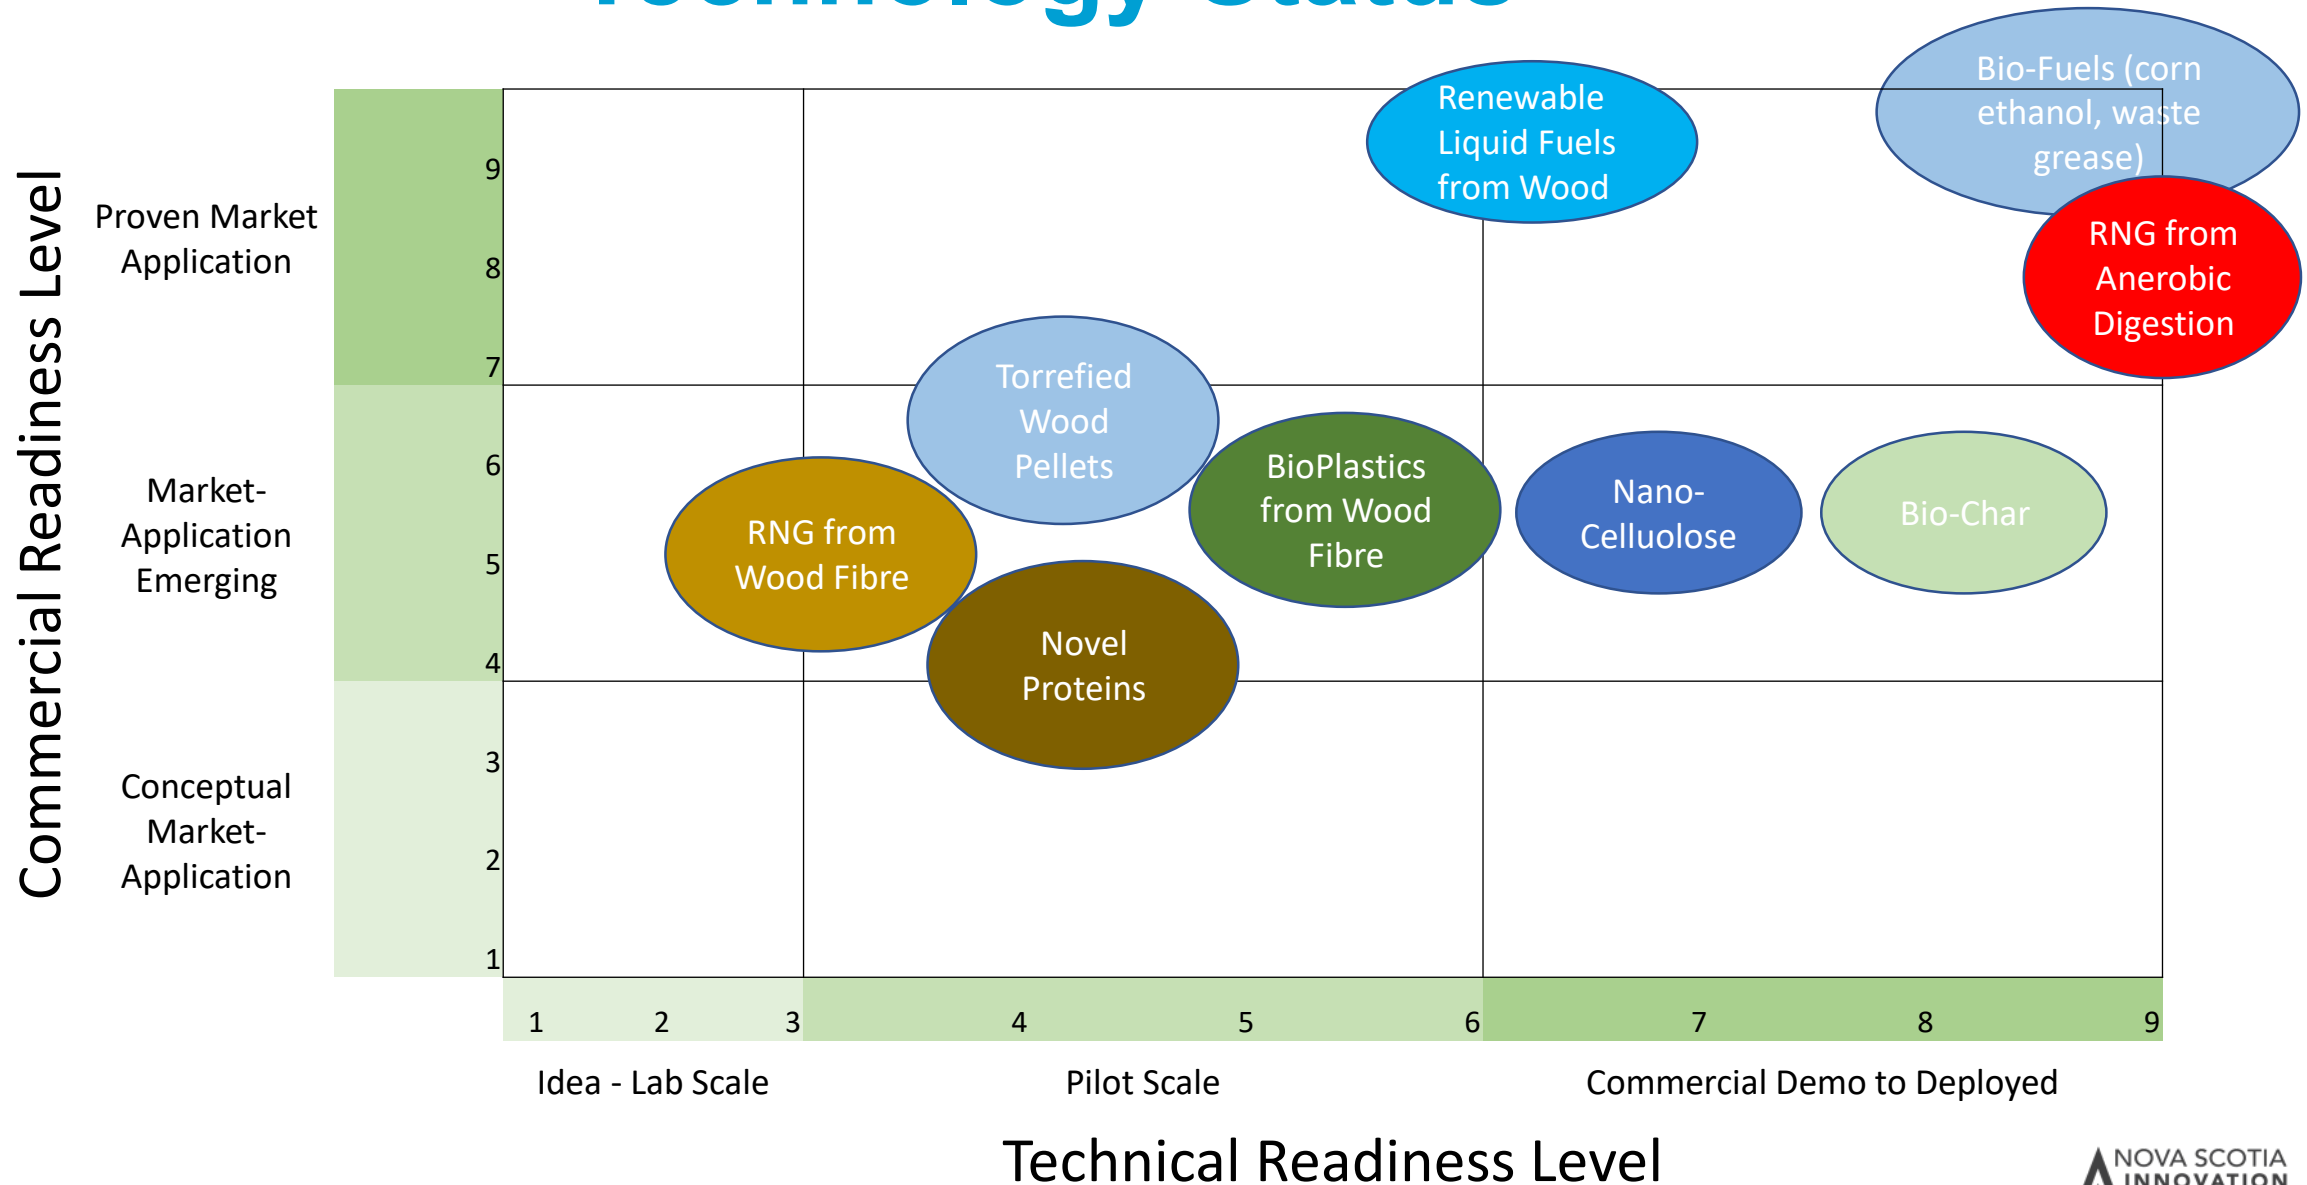 Technology Status
Commercial Readiness Level
Proven Market
Application
Market-
Application
Emerging
Conceptual
Market-
Application
9
8
7
6
5
4
3
2
1
Renewable
Liquid Fuels
from Wood
Bio-Fuels (corn
ethanol, waste
grease)
RNG from
Anerobic
Digestion
Torrefied
Wood
Pellets
RNG from
Wood Fibre
BioPlastics
from Wood
Fibre
Nano-
Celluolose
Bio-Char
Novel
Proteins
1 2 3 4 5 6 7 8 9
Idea - Lab Scale
Pilot Scale
Commercial Demo to Deployed
Technical Readiness Level
NOVA SCOTIA
INNOVATION